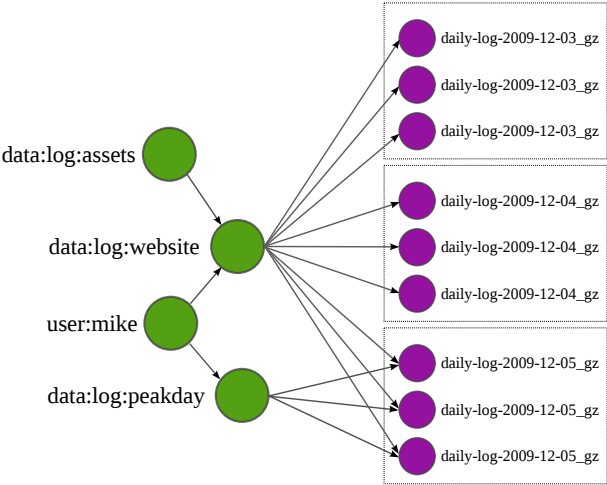 daily-log-2009-12-03_gz
daily-log-2009-12-03_gz
daily-log-2009-12-03_gz
data:log:assets
daily-log-2009-12-04_gz
data:log:website
daily-log-2009-12-04_gz
daily-log-2009-12-04_gz
user:mike
daily-log-2009-12-05_gz
data:log:peakday
daily-log-2009-12-05_gz
daily-log-2009-12-05_gz